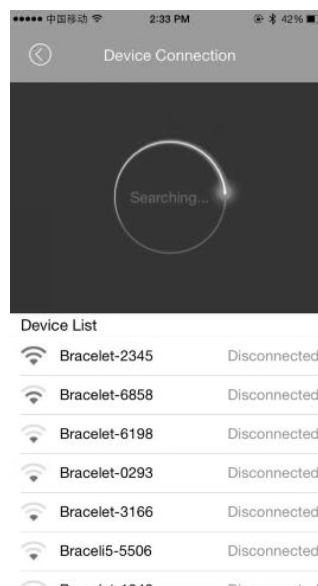 中国移动 2:33 PM 42%
Device Connection
Searching...
Device List
Bracelet-2345 Disconnected
Bracelet-6858 Disconnected
Bracelet-6198 Disconnected
Bracelet-0293 Disconnected
Bracelet-3166 Disconnected
Braceli5-5506 Disconnected